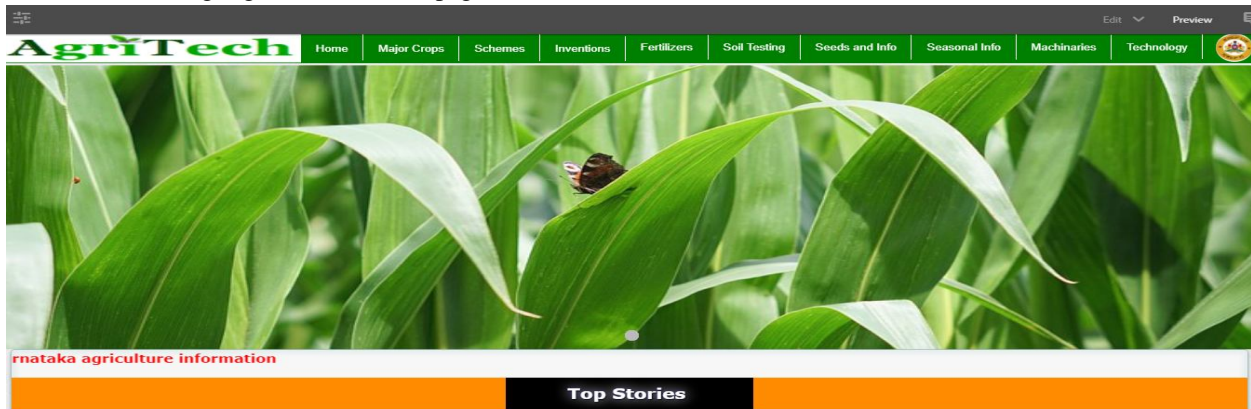 Edit Preview
AgriTech Home Major Crops Schemes Inventions Fertilizers Soil Testing Seeds and Info Seasonal Info Machinaries Technology
rnataka agriculture information
Top Stories